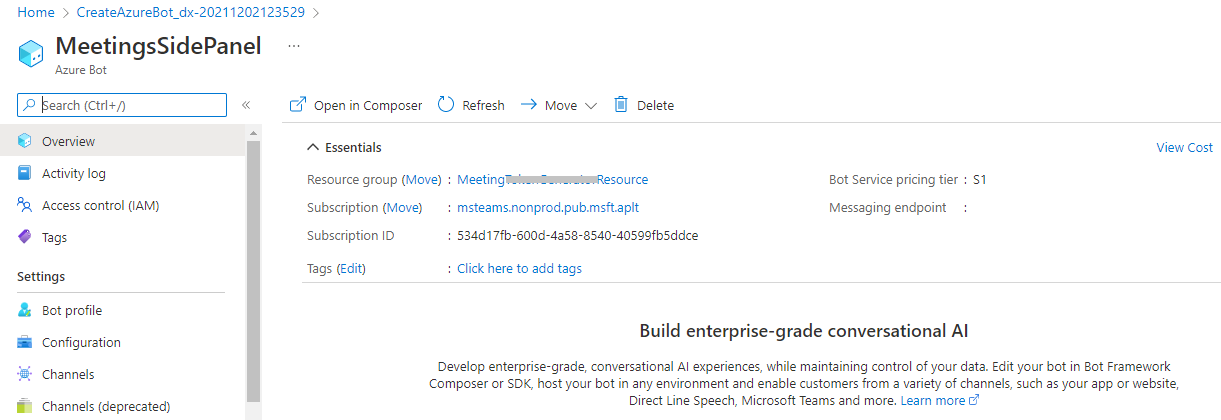 Home > CreateAzureBot_dx-20211202123529 >
MeetingsSidePanel ...
Azure Bot
Search (Ctrl+/) «
Open in Composer Refresh Move Delete
Overview
Activity log
Access control (IAM)
Tags
Settings
Bot profile
Configuration
Channels
Channels (deprecated)
Essentials View Cost
Resource group (Move) : Meeting Resource Bot Service pricing tier : S1
Subscription (Move) : msteams.nonprod.pub.msft.aplt Messaging endpoint :
Subscription ID : 534d17fb-600d-4a58-8540-40599fb5ddce
Tags (Edit) : Click here to add tags
Build enterprise-grade conversational AI
Develop enterprise-grade, conversational AI experiences, while maintaining control of your data. Edit your bot in Bot Framework
Composer or SDK, host your bot in any environment and enable customers from a variety of channels, such as your app or website,
Direct Line Speech, Microsoft Teams and more. Learn more